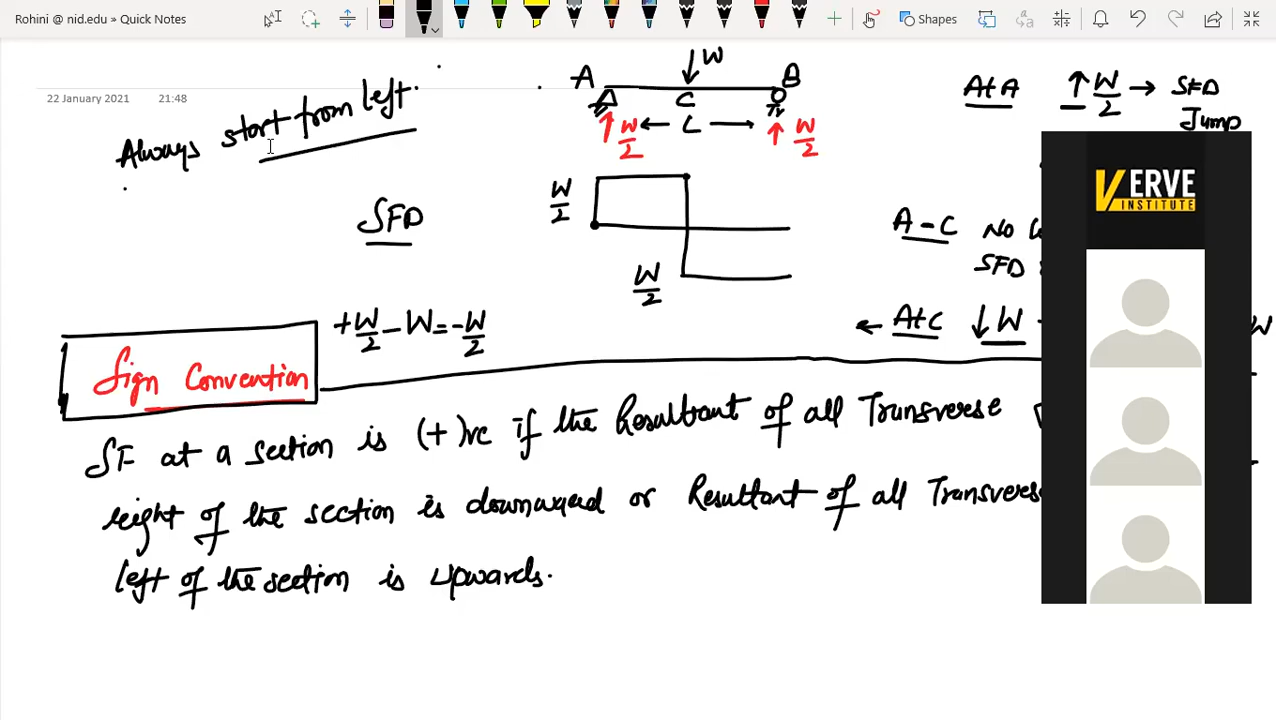 Rohini @ nid.edu » Quick Notes
Shapes
22 January 2021 21:48
Always start from left.
A W B
C
W/2 ← L → W/2
At A ↑ W/2 → SFD
Jump
VERVE
INSTITUTE
SFD
W/2
W/2
A - C No
SFD
+W/2 - W = -W/2
← At C ↓ W
W
Sign Convention
SF at a section is (+)ve if the Resultant of all Transverse
right of the section is downward or Resultant of all Transverse
left of the section is upwards.